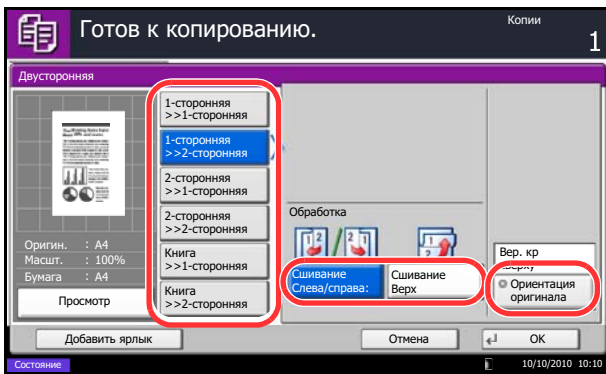 Готов к копированию.
Копии
1
Двусторонняя
1-сторонняя
>>1-сторонняя
1-сторонняя
>>2-сторонняя
2-сторонняя
>>1-сторонняя
2-сторонняя
>>2-сторонняя
Книга
>>1-сторонняя
Книга
>>2-сторонняя
Оригин. : A4
Масшт. : 100%
Бумага : A4
Просмотр
Обработка
Сшивание
Слева/справа:
Сшивание
Верх
Вер. кр
Ориентация
оригинала
Добавить ярлык
Отмена
OK
Состояние
10/10/2010 10:10